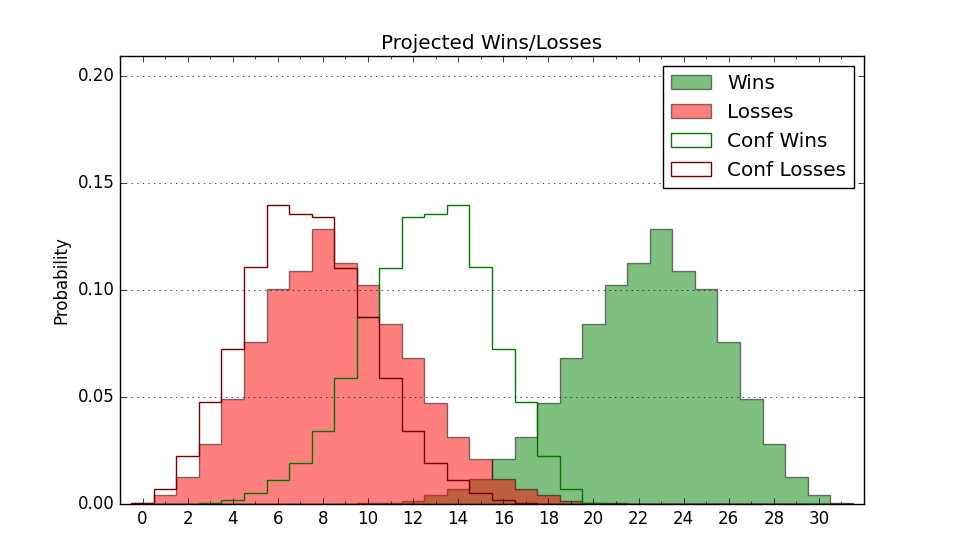 Projected Wins/Losses
0.20
0.15
0.10
0.05
0.00
Probability
Wins
Losses
Conf Wins
Conf Losses
0 2 4 6 8 10 12 14 16 18 20 22 24 26 28 30